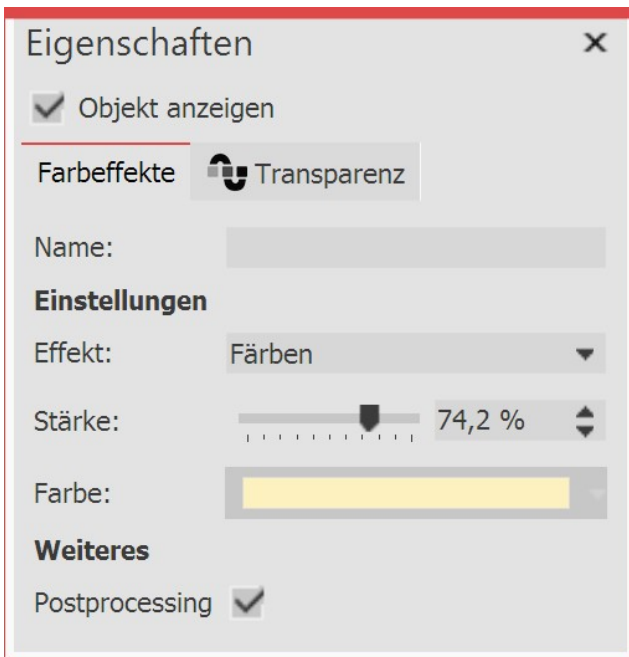 Eigenschaften
Objekt anzeigen
Farbeffekte Transparenz
Name:
Einstellungen
Effekt: Färben
Stärke: 74,2 %
Farbe:
Weiteres
Postprocessing